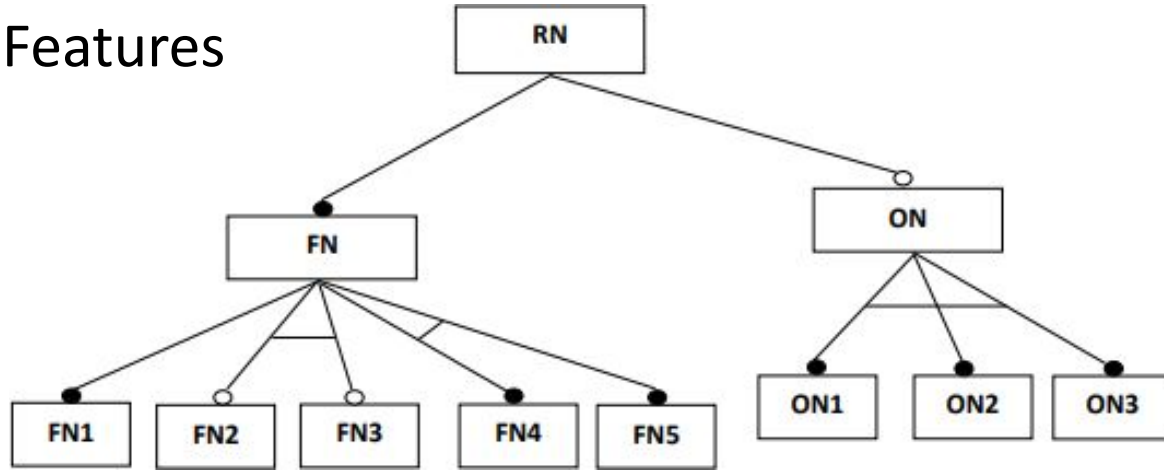 Features
RN
FN
ON
FN1
FN2
FN3
FN4
FN5
ON1
ON2
ON3